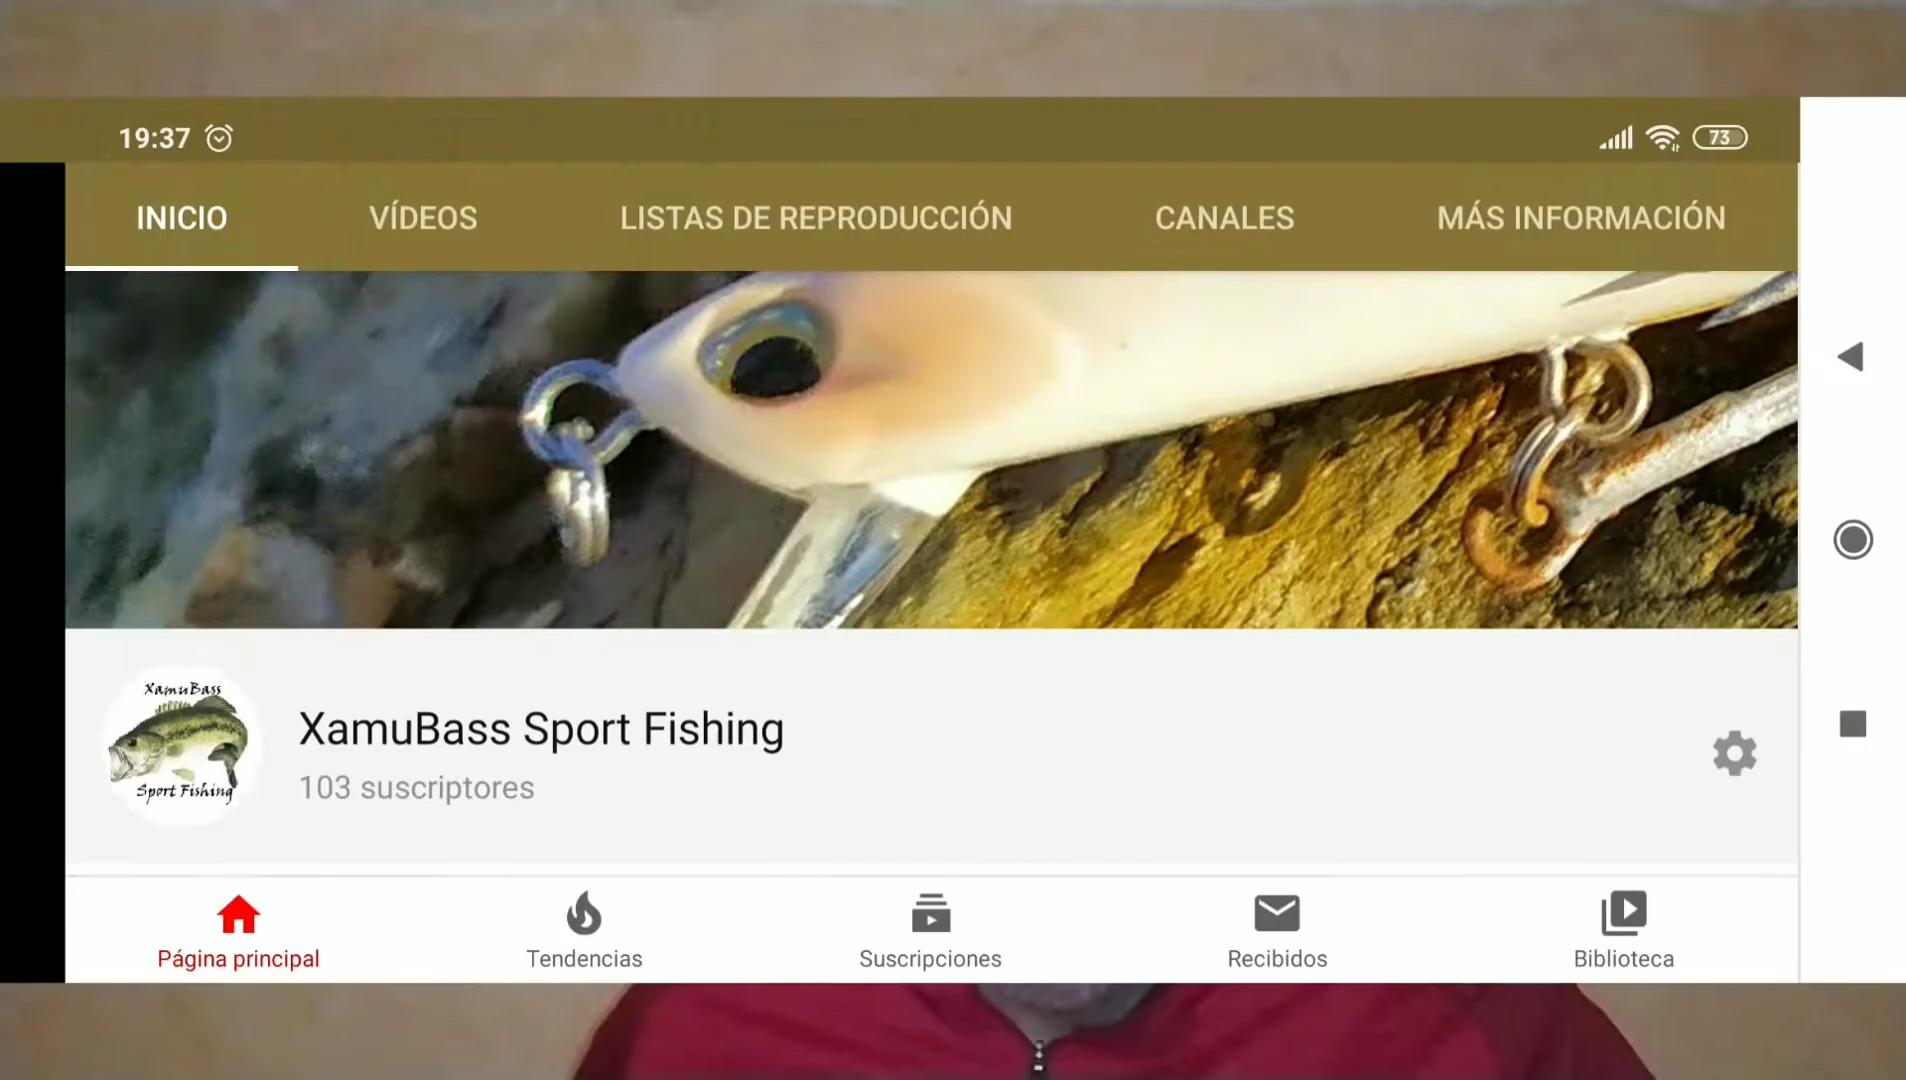 19:37
73
INICIO
VÍDEOS
LISTAS DE REPRODUCCIÓN
CANALES
MÁS INFORMACIÓN
XamuBass
Sport Fishing
XamuBass Sport Fishing
103 suscriptores
Página principal
Tendencias
Suscripciones
Recibidos
Biblioteca